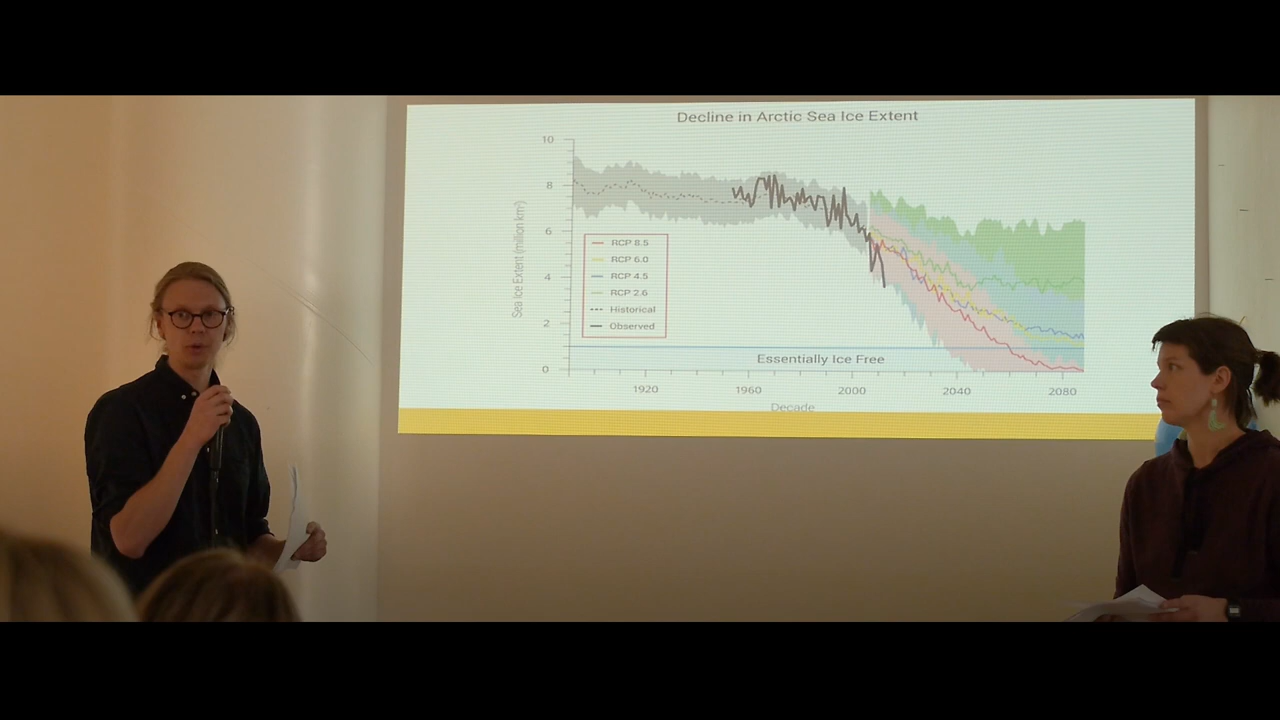 Decline in Arctic Sea Ice Extent
10
8
6
4
2
0
Sea Ice Extent (million km²)
RCP 8.5
RCP 6.0
RCP 4.5
RCP 2.6
Historical
Observed
Essentially Ice Free
1920 1960 2000 2040 2080
Decade